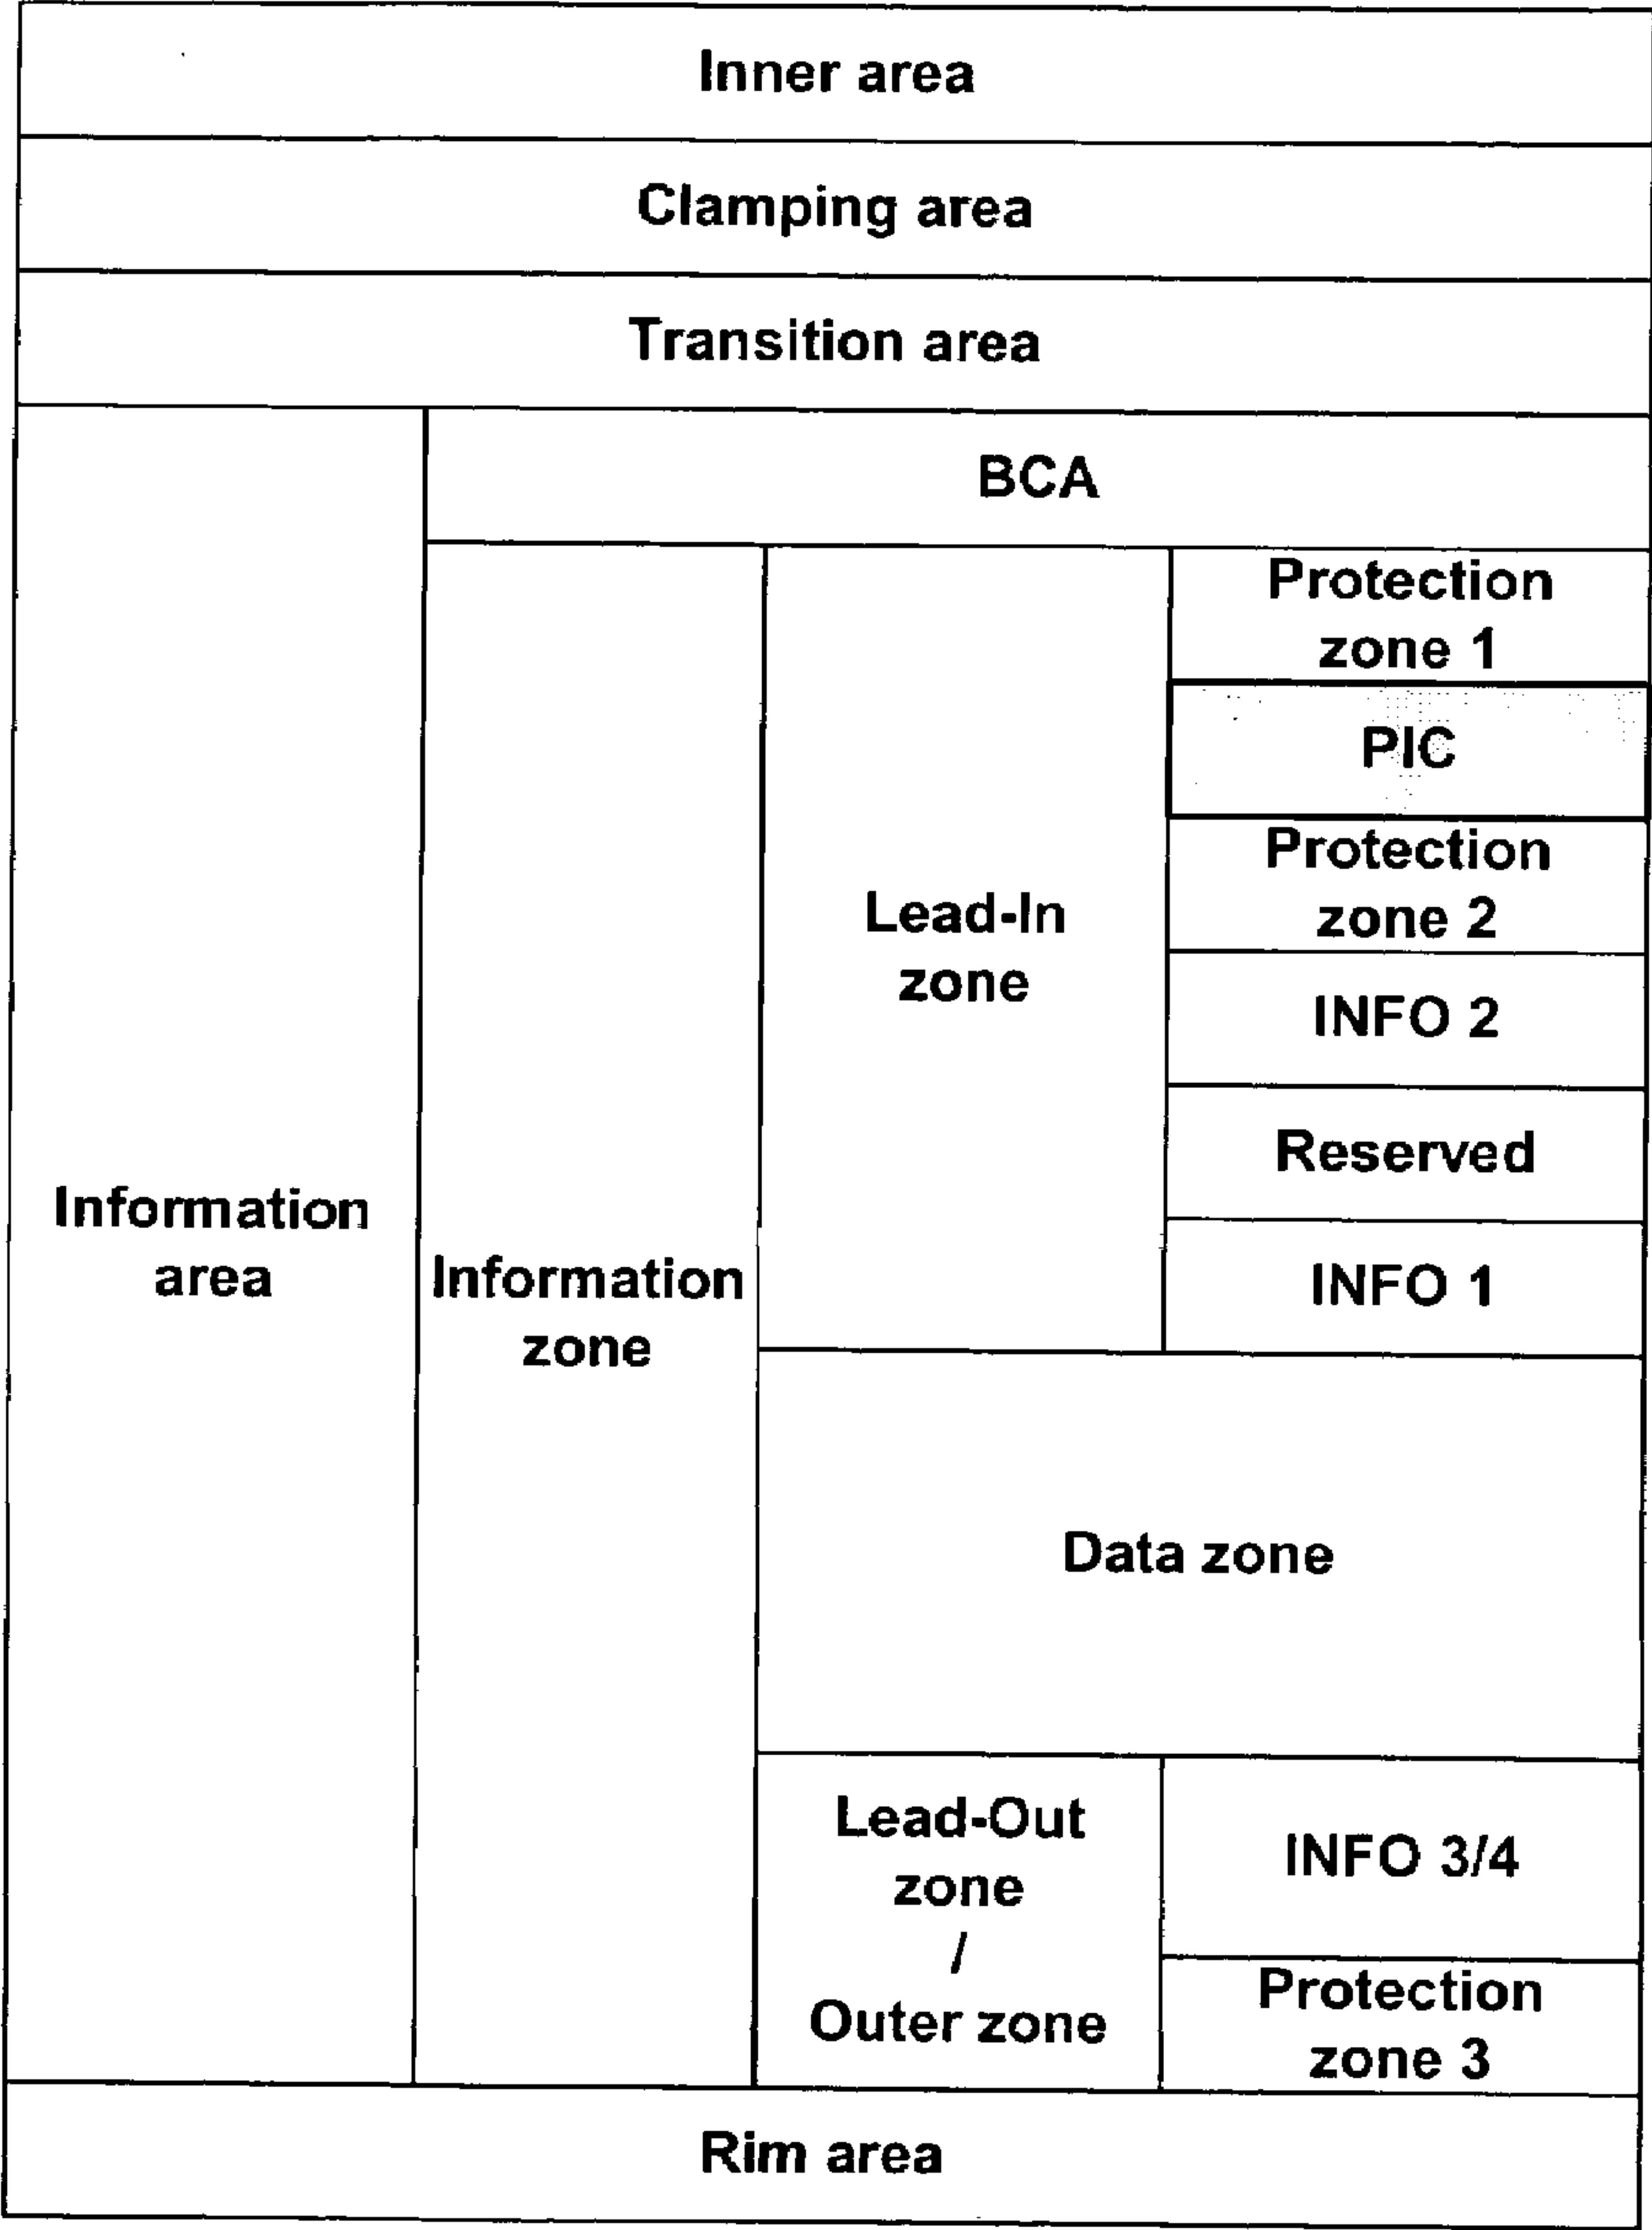 Inner area
Clamping area
Transition area
Information
area
BCA
Information
zone
Lead-In
zone
Protection
zone 1
PIC
Protection
zone 2
INFO 2
Reserved
INFO 1
Data zone
Lead-Out
zone
/
Outer zone
INFO 3/4
Protection
zone 3
Rim area